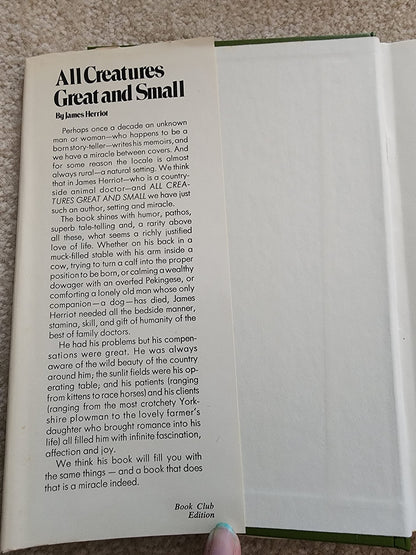 All Creatures
Great and Small
By James Herriot
Perhaps once a decade an unknown
man or woman—who happens to be a
born story-teller—writes his memoirs, and
we have a miracle between covers. And
for some reason the locale is almost
always rural—a natural setting. We think
that in James Herriot—who is a country-
side animal doctor—and ALL CREA-
TURES GREAT AND SMALL we have just
such an author, setting and miracle.
The book shines with humor, pathos,
superb tale-telling and, a rarity above
all these, what seems a richly justified
love of life. Whether on his back in a
muck-filled stable with his arm inside a
cow, trying to turn a calf into the proper
position to be born, or calming a wealthy
dowager with an overfed Pekingese, or
comforting a lonely old man whose only
companion—a dog—has died, James
Herriot needed all the bedside manner,
stamina, skill, and gift of humanity of the
best of family doctors.
He had his problems but his compen-
sations were great. He was always
aware of the wild beauty of the country
around him; the sunlit fields were his op-
erating table; and his patients (ranging
from kittens to race horses) and his clients
(ranging from the most crotchety York-
shire plowman to the lovely farmer's
daughter who brought romance into his
life) all filled him with infinite fascination,
affection and joy.
We think his book will fill you with
the same things — and a book that does
that is a miracle indeed.
Book Club
Edition